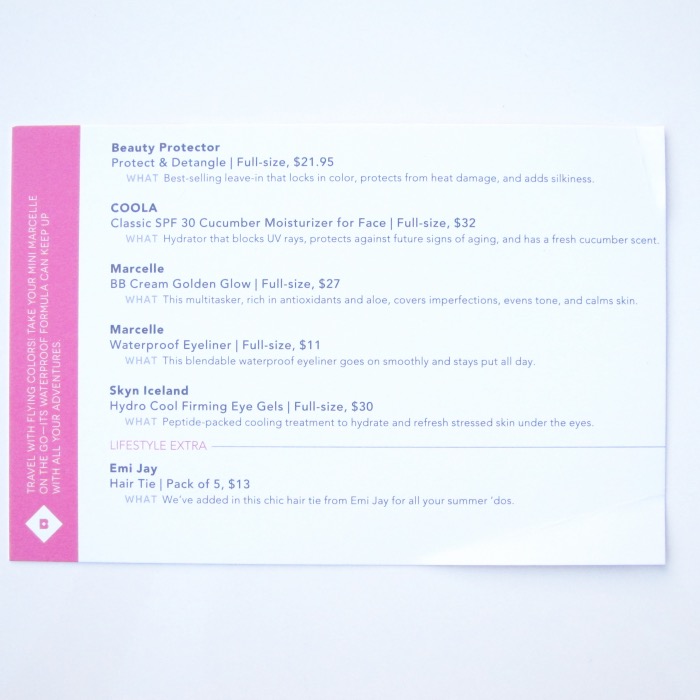 TRAVEL WITH FLYING COLORS! TAKE YOUR MINI MARCELLE
ON THE GO—ITS WATERPROOF FORMULA CAN KEEP UP
WITH ALL YOUR ADVENTURES.
Beauty Protector
Protect & Detangle | Full-size, $21.95
WHAT Best-selling leave-in that locks in color, protects from heat damage, and adds silkiness.
COOLA
Classic SPF 30 Cucumber Moisturizer for Face | Full-size, $32
WHAT Hydrator that blocks UV rays, protects against future signs of aging, and has a fresh cucumber scent.
Marcelle
BB Cream Golden Glow | Full-size, $27
WHAT This multitasker, rich in antioxidants and aloe, covers imperfections, evens tone, and calms skin.
Marcelle
Waterproof Eyeliner | Full-size, $11
WHAT This blendable waterproof eyeliner goes on smoothly and stays put all day.
Skyn Iceland
Hydro Cool Firming Eye Gels | Full-size, $30
WHAT Peptide-packed cooling treatment to hydrate and refresh stressed skin under the eyes.
LIFESTYLE EXTRA
Emi Jay
Hair Tie | Pack of 5, $13
WHAT We've added in this chic hair tie from Emi Jay for all your summer 'dos.